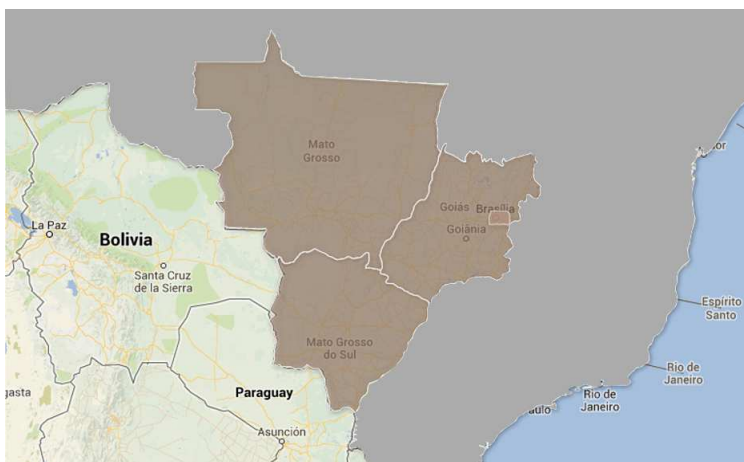 Mato
Grosso
Goiás
Brasília
Goiânia
La Paz
Bolivia
Santa Cruz
de la Sierra
Espírito
Santo
Mato Grosso
do Sul
Rio de
Janeiro
Paraguay
Rio de
Janeiro
Asunción